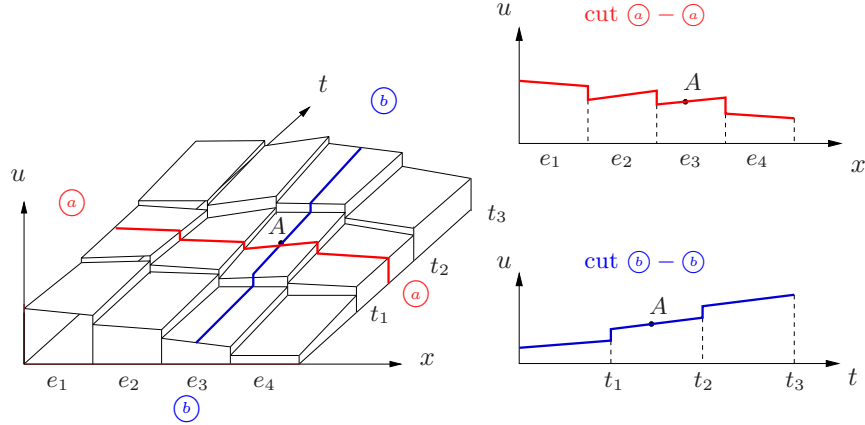 u
t
b
a
A
t₃
t₂
a
t₁
x
e₁ e₂ e₃ e₄
b
u
cut a − a
A
e₁ e₂ e₃ e₄
x
u
cut b − b
A
t₁ t₂ t₃ t